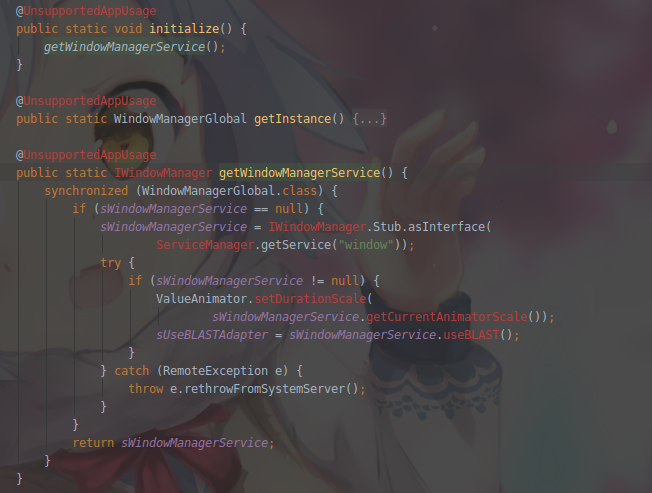 @UnsupportedAppUsage
public static void initialize() {
    getWindowManagerService();
}

@UnsupportedAppUsage
public static WindowManagerGlobal getInstance() {...}

@UnsupportedAppUsage
public static IWindowManager getWindowManagerService() {
    synchronized (WindowManagerGlobal.class) {
        if (sWindowManagerService == null) {
            sWindowManagerService = IWindowManager.Stub.asInterface(
                    ServiceManager.getService("window"));
            try {
                if (sWindowManagerService != null) {
                    ValueAnimator.setDurationScale(
                            sWindowManagerService.getCurrentAnimatorScale());
                    sUseBLASTAdapter = sWindowManagerService.useBLAST();
                }
            } catch (RemoteException e) {
                throw e.rethrowFromSystemServer();
            }
        }
        return sWindowManagerService;
    }
}